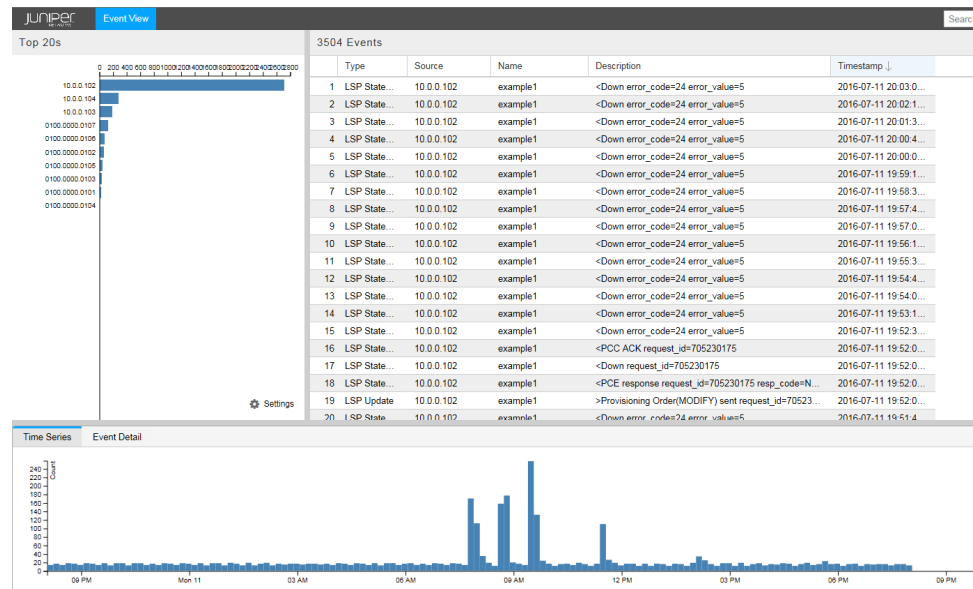 JUNIPER
NETWORKS
Event View
Search
Top 20s
3504 Events
0 200 400 600 800 1000 1200 1400 1600 1800 2000 2200 2400 2600 2800
10.0.0.102
10.0.0.104
10.0.0.103
0100.0000.0107
0100.0000.0106
0100.0000.0102
0100.0000.0105
0100.0000.0103
0100.0000.0101
0100.0000.0104
Settings
Type Source Name Description Timestamp ↓
1 LSP State... 10.0.0.102 example1 <Down error_code=24 error_value=5 2016-07-11 20:03:0...
2 LSP State... 10.0.0.102 example1 <Down error_code=24 error_value=5 2016-07-11 20:02:1...
3 LSP State... 10.0.0.102 example1 <Down error_code=24 error_value=5 2016-07-11 20:01:3...
4 LSP State... 10.0.0.102 example1 <Down error_code=24 error_value=5 2016-07-11 20:00:4...
5 LSP State... 10.0.0.102 example1 <Down error_code=24 error_value=5 2016-07-11 20:00:0...
6 LSP State... 10.0.0.102 example1 <Down error_code=24 error_value=5 2016-07-11 19:59:1...
7 LSP State... 10.0.0.102 example1 <Down error_code=24 error_value=5 2016-07-11 19:58:3...
8 LSP State... 10.0.0.102 example1 <Down error_code=24 error_value=5 2016-07-11 19:57:4...
9 LSP State... 10.0.0.102 example1 <Down error_code=24 error_value=5 2016-07-11 19:57:0...
10 LSP State... 10.0.0.102 example1 <Down error_code=24 error_value=5 2016-07-11 19:56:1...
11 LSP State... 10.0.0.102 example1 <Down error_code=24 error_value=5 2016-07-11 19:55:3...
12 LSP State... 10.0.0.102 example1 <Down error_code=24 error_value=5 2016-07-11 19:54:4...
13 LSP State... 10.0.0.102 example1 <Down error_code=24 error_value=5 2016-07-11 19:54:0...
14 LSP State... 10.0.0.102 example1 <Down error_code=24 error_value=5 2016-07-11 19:53:1...
15 LSP State... 10.0.0.102 example1 <Down error_code=24 error_value=5 2016-07-11 19:52:3...
16 LSP State... 10.0.0.102 example1 <PCC ACK request_id=705230175 2016-07-11 19:52:0...
17 LSP State... 10.0.0.102 example1 <Down request_id=705230175 2016-07-11 19:52:0...
18 LSP State... 10.0.0.102 example1 <PCE response request_id=705230175 resp_code=N... 2016-07-11 19:52:0...
19 LSP Update 10.0.0.102 example1 >Provisioning Order(MODIFY) sent request_id=70523... 2016-07-11 19:52:0...
20 LSP State... 10.0.0.102 example1 <Down error_code=24 error_value=5 2016-07-11 19:51:4...
Time Series Event Detail
Count
240
220
200
180
160
140
120
100
80
60
40
20
0
09 PM Mon 11 03 AM 06 AM 09 AM 12 PM 03 PM 06 PM 09 PM